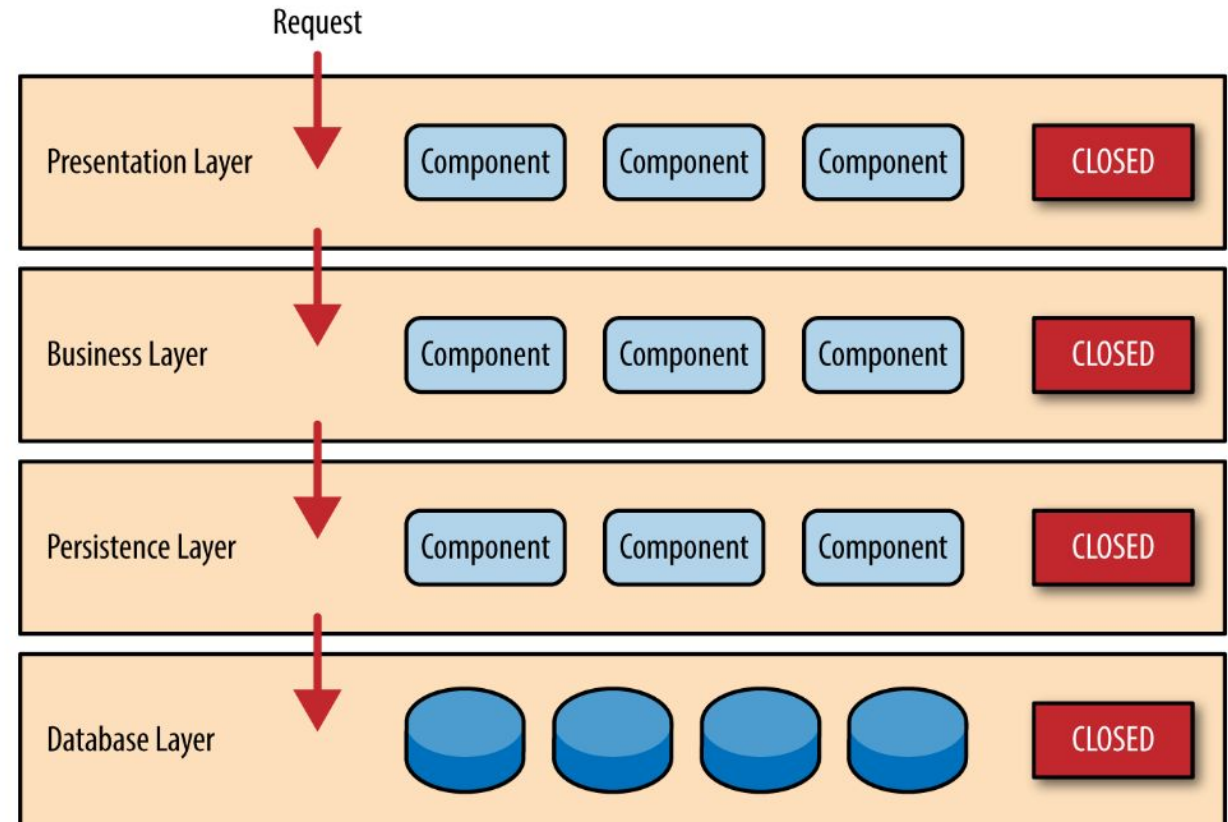 Request
Presentation Layer
Component
Component
Component
CLOSED
Business Layer
Component
Component
Component
CLOSED
Persistence Layer
Component
Component
Component
CLOSED
Database Layer
CLOSED